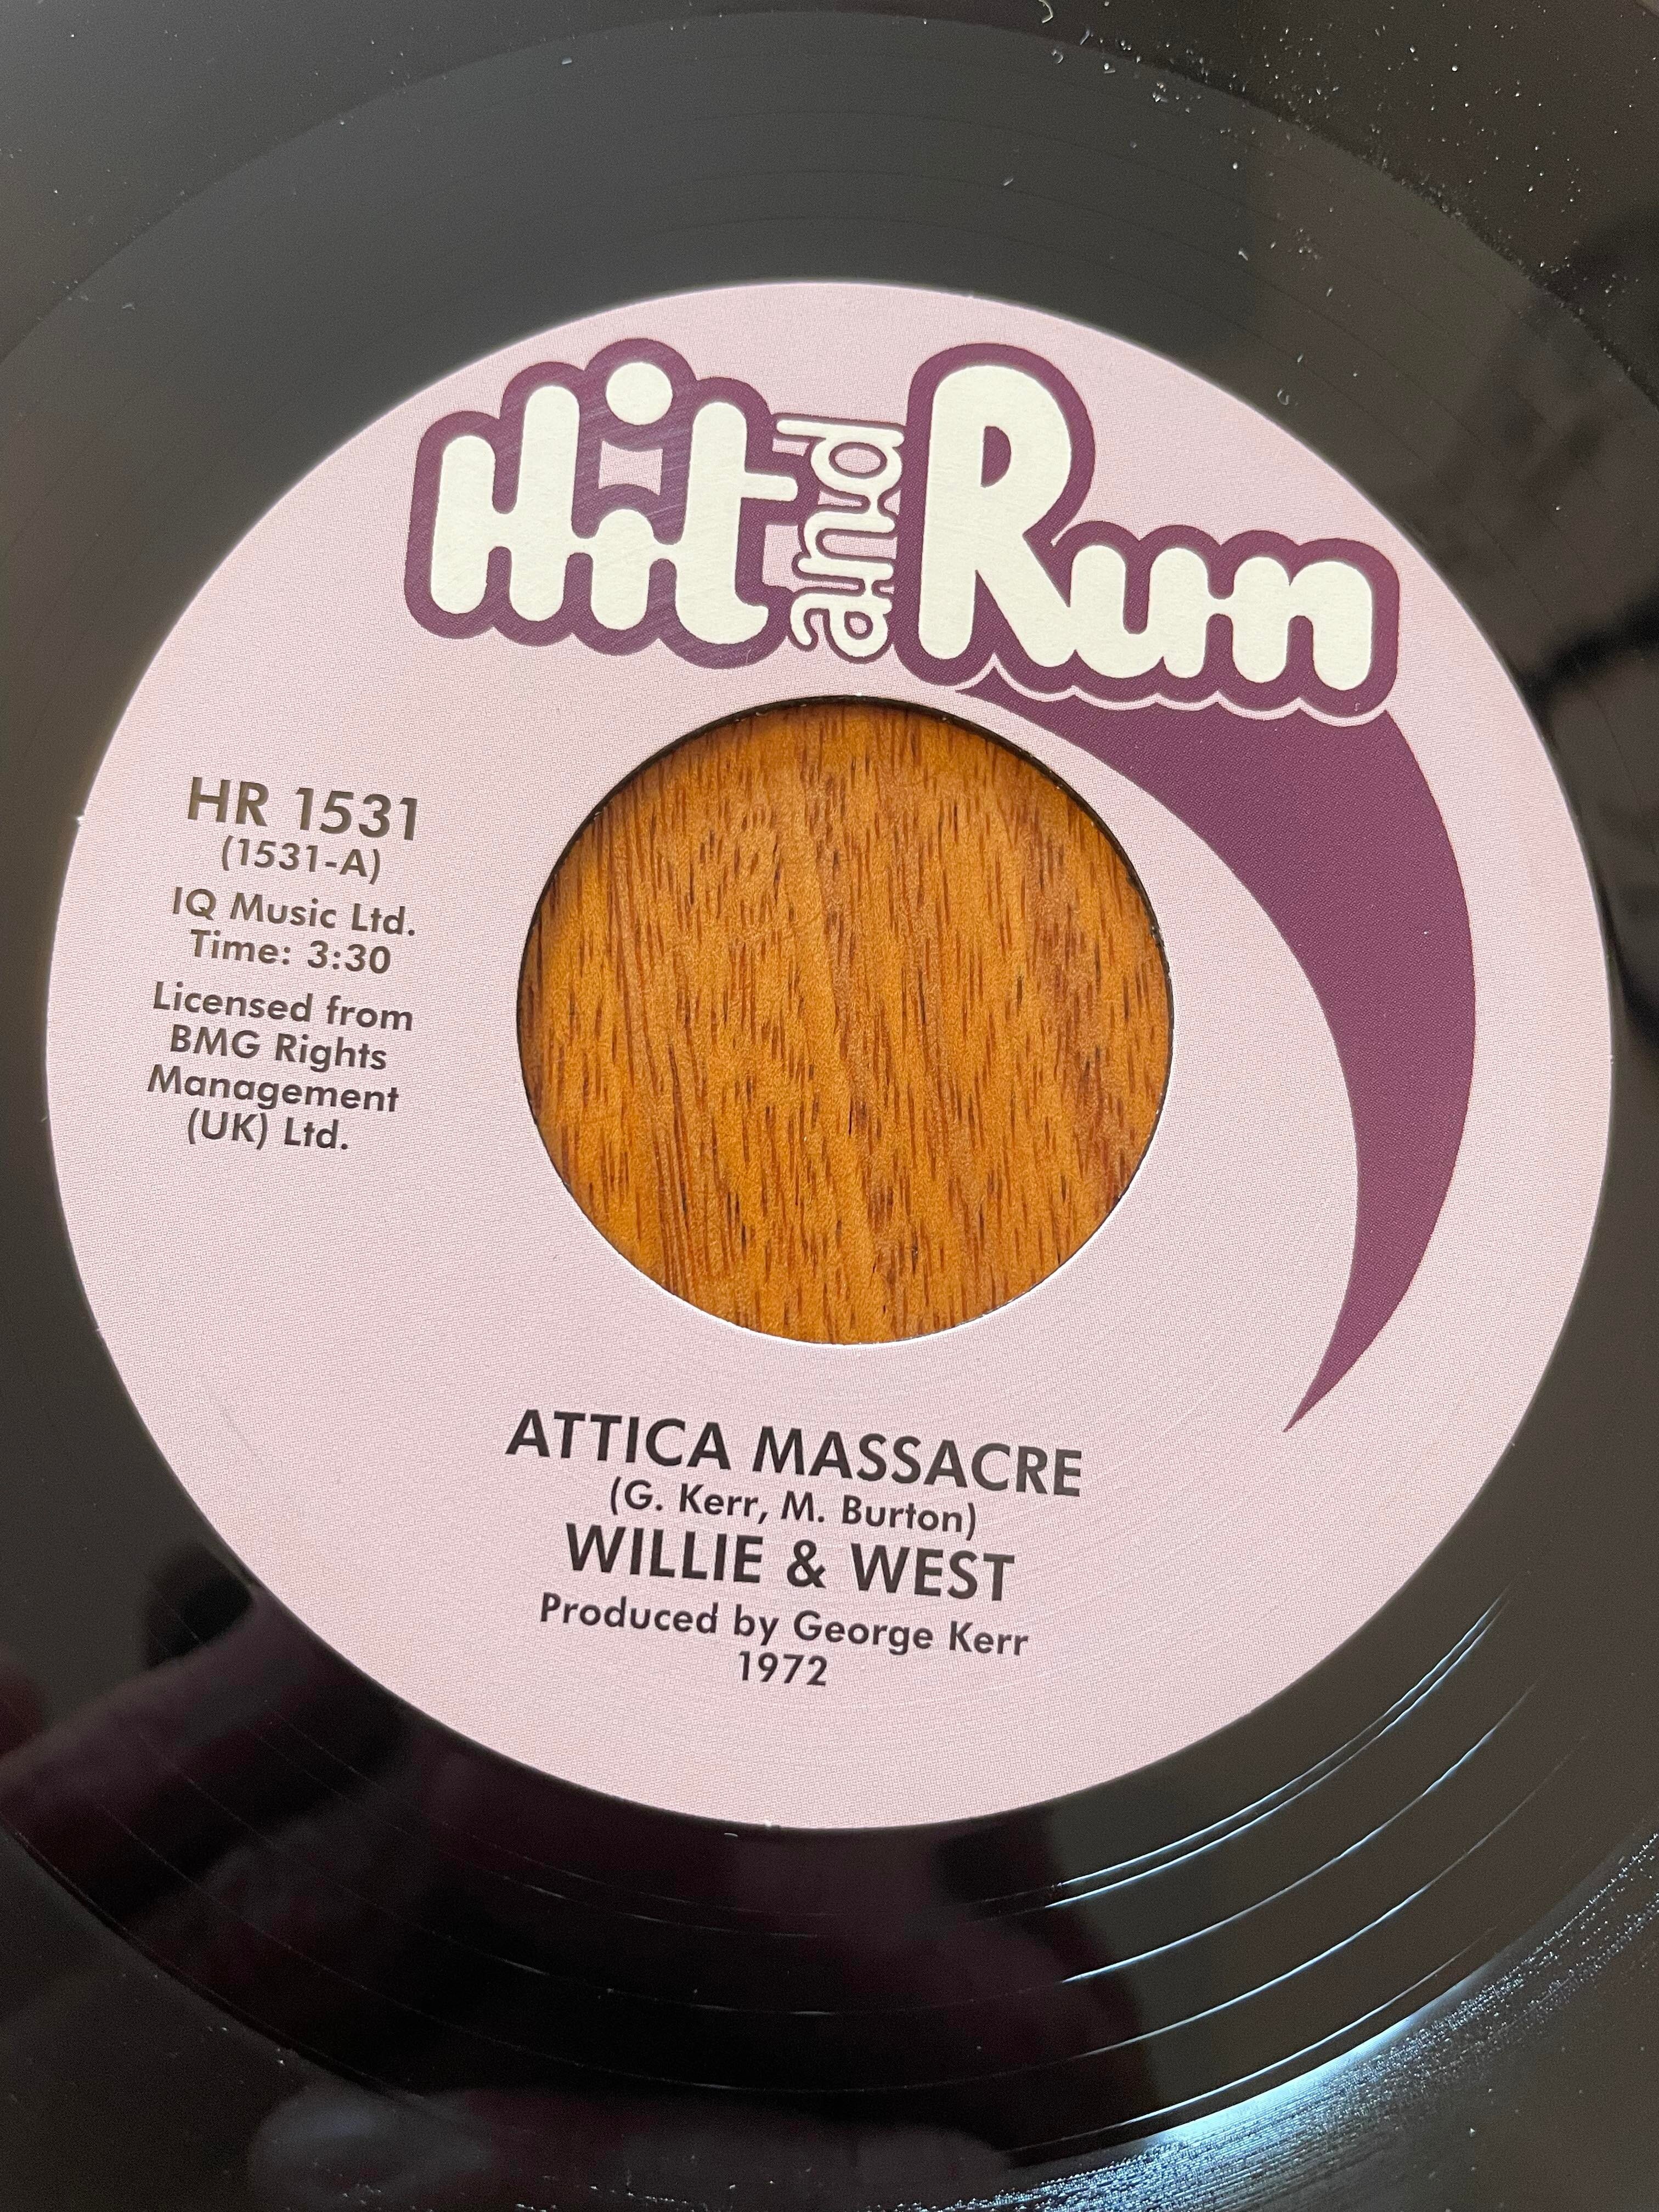 Hit and Run
HR 1531
(1531-A)
IQ Music Ltd.
Time: 3:30
Licensed from
BMG Rights
Management
(UK) Ltd.
ATTICA MASSACRE
(G. Kerr, M. Burton)
WILLIE & WEST
Produced by George Kerr
1972